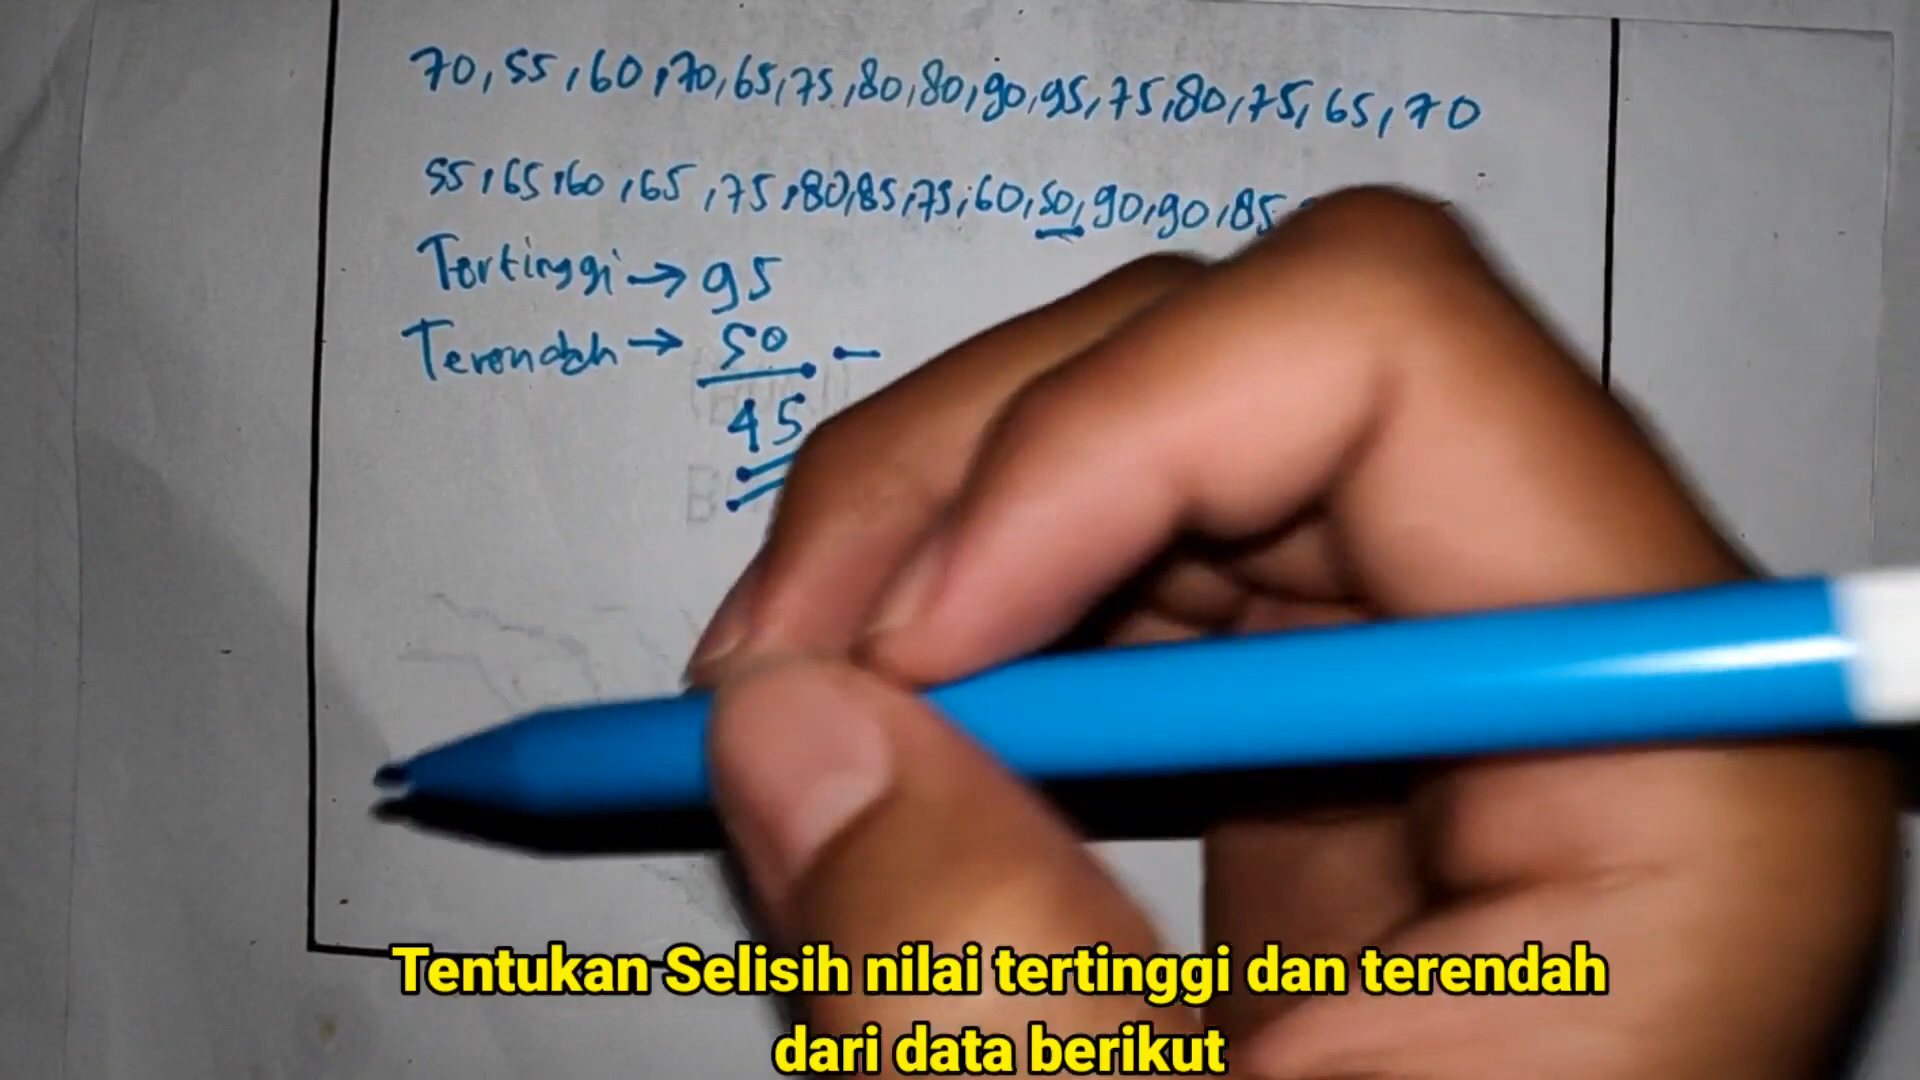 70, 55, 60, 70, 65, 75, 80, 80, 90, 95, 75, 80, 75, 65, 70
55, 65, 60, 65, 75, 80, 85, 75, 60, 50, 90, 90, 85
Tertinggi → 95
Terendah → 50 −
45
B
Tentukan Selisih nilai tertinggi dan terendah
dari data berikut